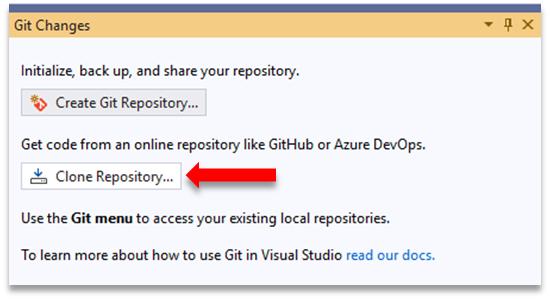 Git Changes
Initialize, back up, and share your repository.
Create Git Repository...
Get code from an online repository like GitHub or Azure DevOps.
Clone Repository...
Use the Git menu to access your existing local repositories.
To learn more about how to use Git in Visual Studio read our docs.